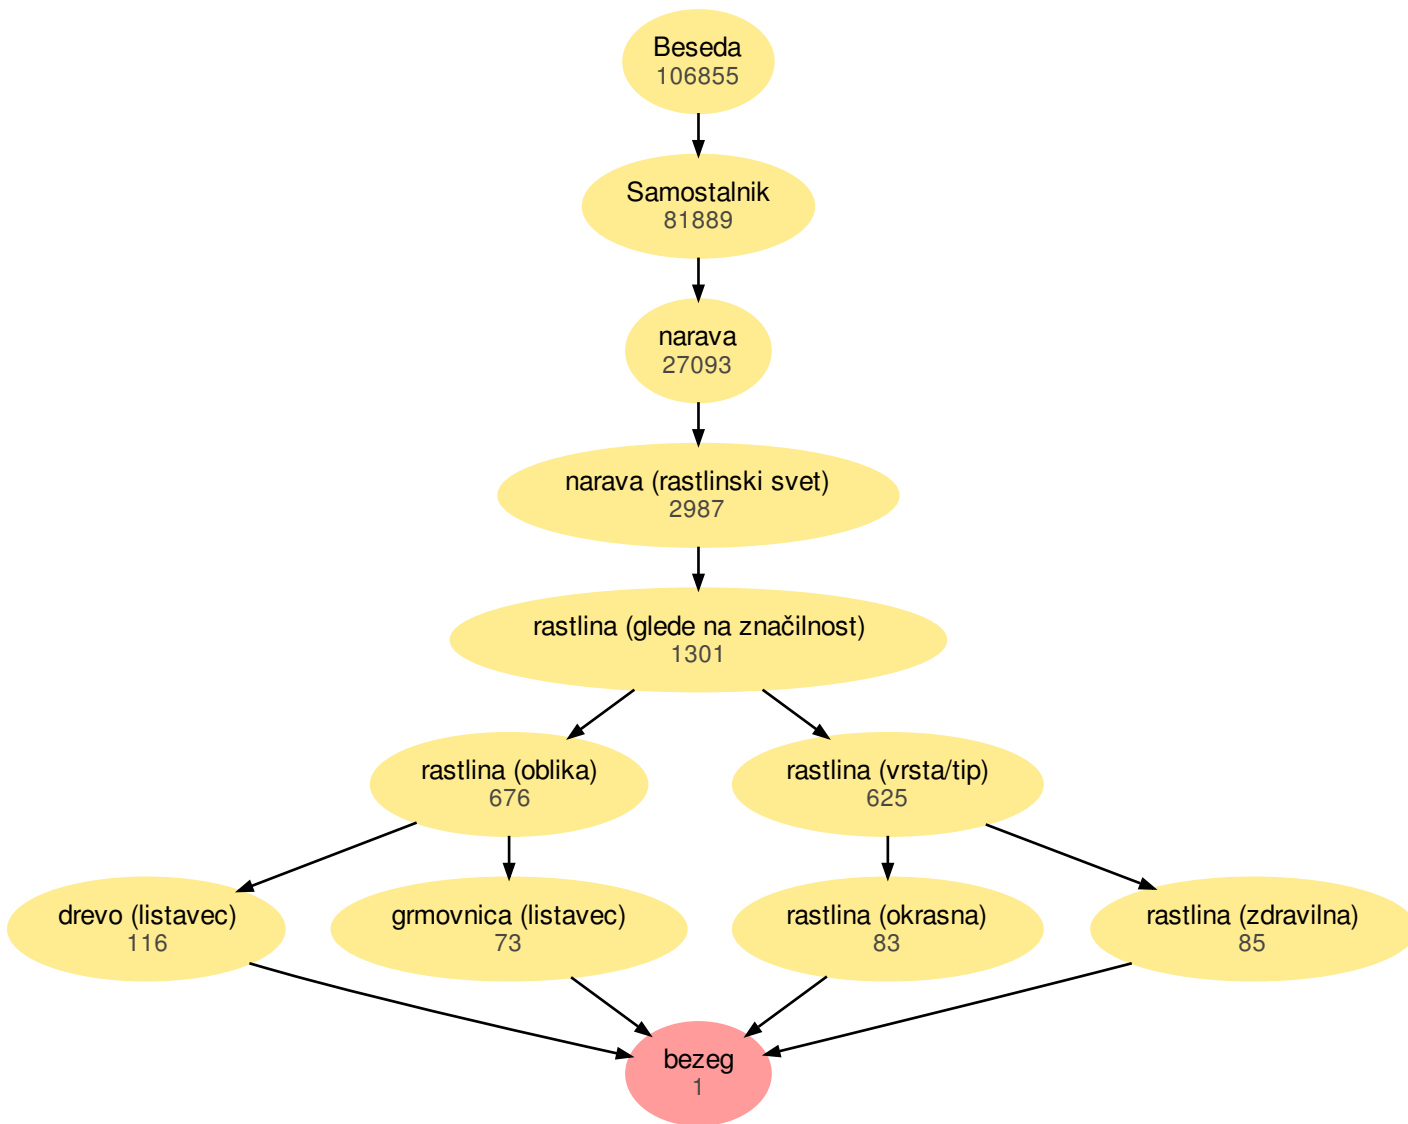 Beseda
106855
Samostalnik
81889
narava
27093
narava (rastlinski svet)
2987
rastlina (glede na značilnost)
1301
rastlina (oblika)
676
rastlina (vrsta/tip)
625
drevo (listavec)
116
grmovnica (listavec)
73
rastlina (okrasna)
83
rastlina (zdravilna)
85
bezeg
1